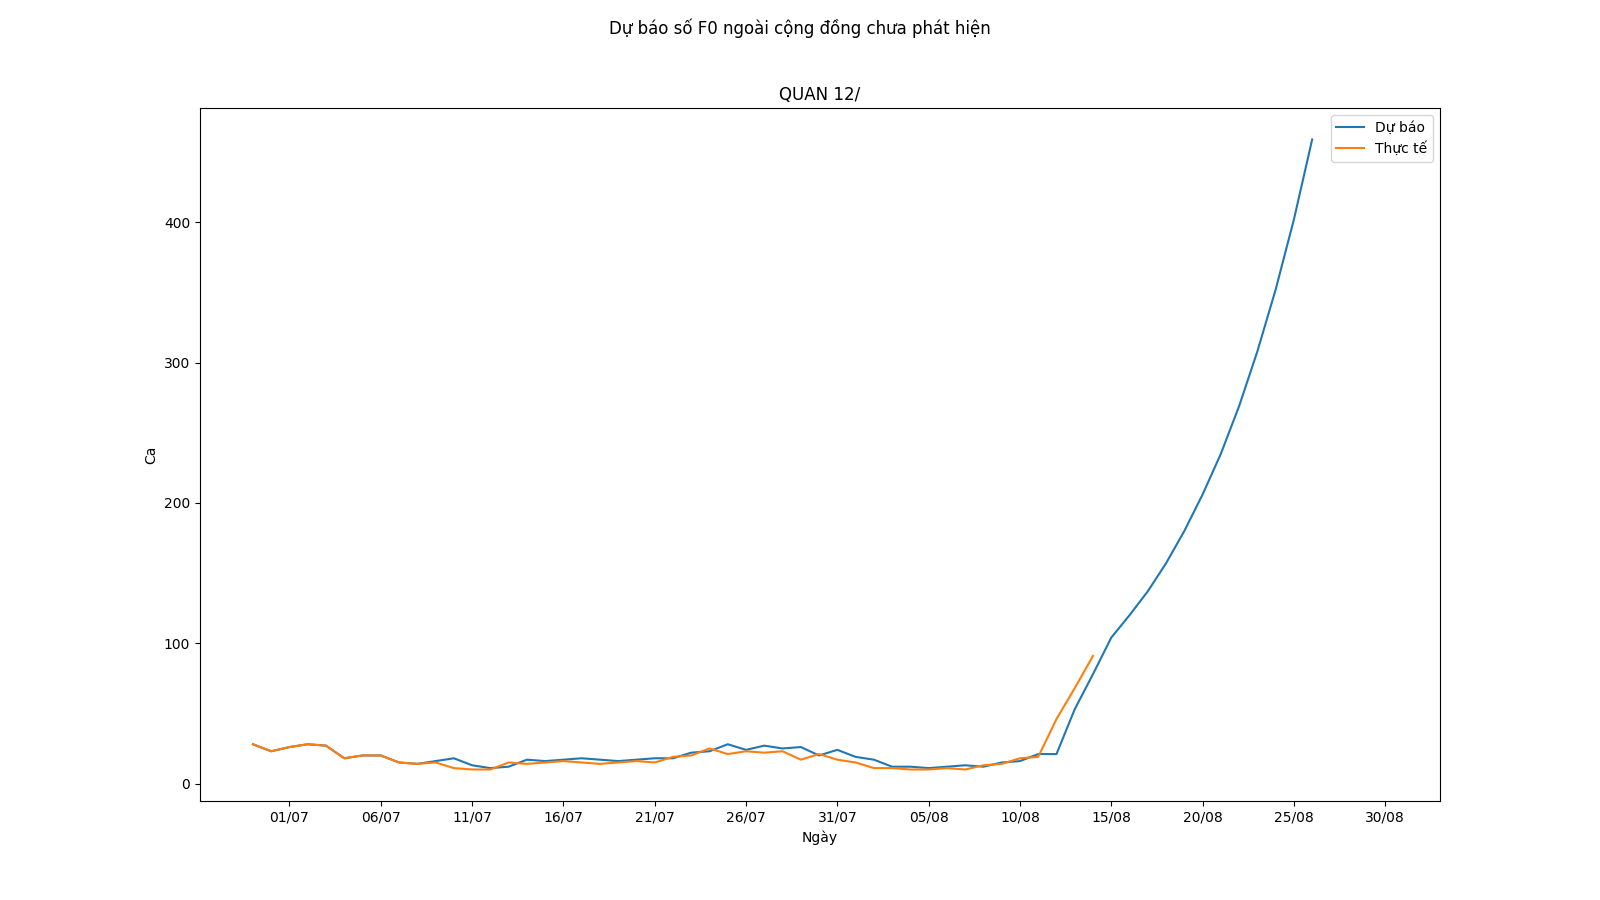 Dự báo số F0 ngoài cộng đồng chưa phát hiện
QUAN 12/
Dự báo
Thực tế
400
300
200
100
0
Ca
01/07 06/07 11/07 16/07 21/07 26/07 31/07 05/08 10/08 15/08 20/08 25/08 30/08
Ngày